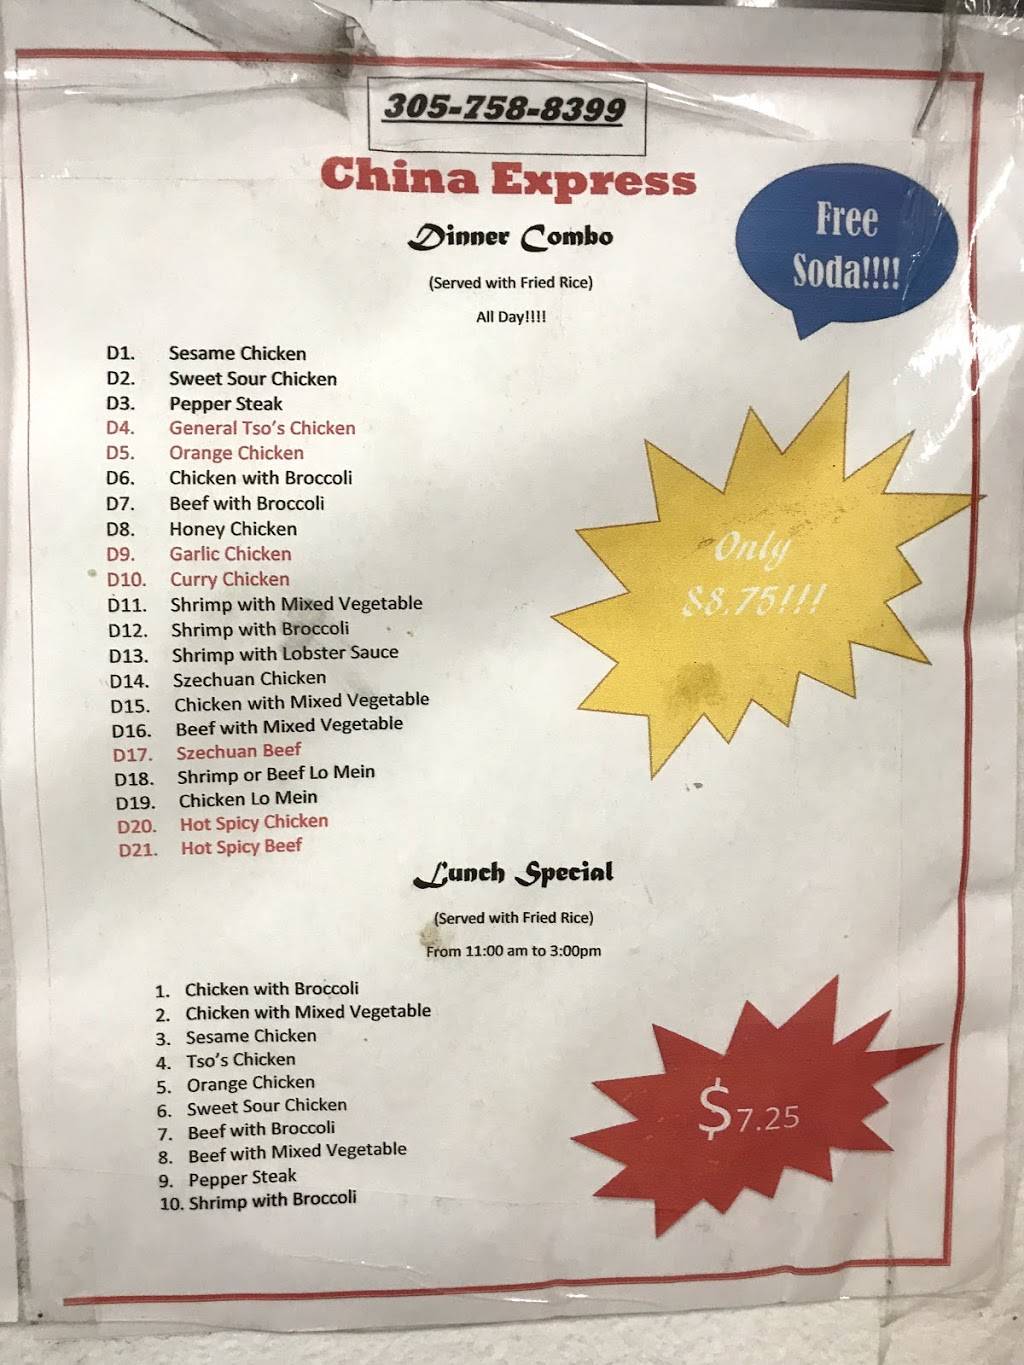 305-758-8399
China Express
Dinner Combo
(Served with Fried Rice)
All Day!!!!
Free
Soda!!!!
D1. Sesame Chicken
D2. Sweet Sour Chicken
D3. Pepper Steak
D4. General Tso's Chicken
D5. Orange Chicken
D6. Chicken with Broccoli
D7. Beef with Broccoli
D8. Honey Chicken
D9. Garlic Chicken
D10. Curry Chicken
D11. Shrimp with Mixed Vegetable
D12. Shrimp with Broccoli
D13. Shrimp with Lobster Sauce
D14. Szechuan Chicken
D15. Chicken with Mixed Vegetable
D16. Beef with Mixed Vegetable
D17. Szechuan Beef
D18. Shrimp or Beef Lo Mein
D19. Chicken Lo Mein
D20. Hot Spicy Chicken
D21. Hot Spicy Beef
Only
$8.75!!!
Lunch Special
(Served with Fried Rice)
From 11:00 am to 3:00pm
1. Chicken with Broccoli
2. Chicken with Mixed Vegetable
3. Sesame Chicken
4. Tso's Chicken
5. Orange Chicken
6. Sweet Sour Chicken
7. Beef with Broccoli
8. Beef with Mixed Vegetable
9. Pepper Steak
10. Shrimp with Broccoli
$7.25